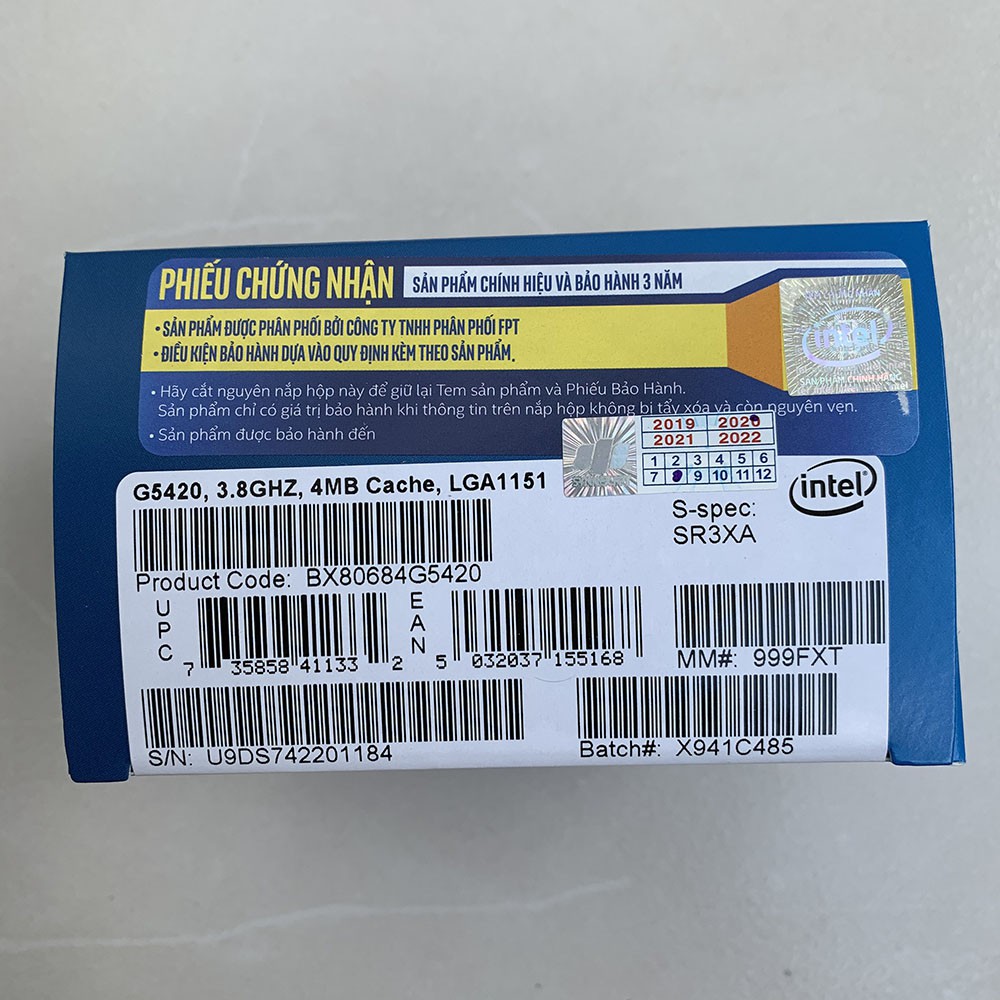 PHIẾU CHỨNG NHẬN SẢN PHẨM CHÍNH HIỆU VÀ BẢO HÀNH 3 NĂM
• SẢN PHẨM ĐƯỢC PHÂN PHỐI BỞI CÔNG TY TNHH PHÂN PHỐI FPT
• ĐIỀU KIỆN BẢO HÀNH DỰA VÀO QUY ĐỊNH KÈM THEO SẢN PHẨM.
intel
SẢN PHẨM CHÍNH HÃNG
intel
• Hãy cắt nguyên nắp hộp này để giữ lại Tem sản phẩm và Phiếu Bảo Hành.
Sản phẩm chỉ có giá trị bảo hành khi thông tin trên nắp hộp không bị tẩy xóa và còn nguyên vẹn.
• Sản phẩm được bảo hành đến
2019 2020
2021 2022
1 2 3 4 5 6
7 9 10 11 12
G5420, 3.8GHZ, 4MB Cache, LGA1151
intel
S-spec:
SR3XA
Product Code: BX80684G5420
UPC 7 35858 41133 2
EAN 5 032037 155168
MM#: 999FXT
S/N: U9DS742201184
Batch#: X941C485